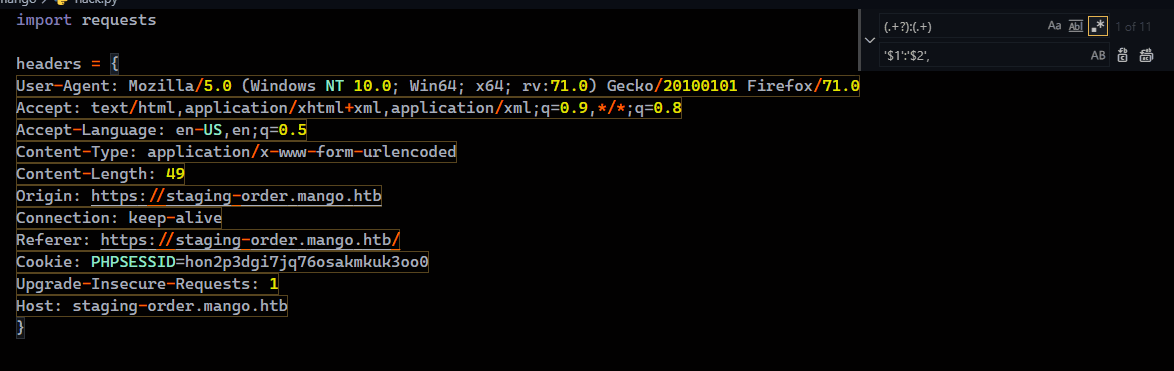 mango > hack.py
import requests
(.+?):(.+)
Aa Abl .* 1 of 11
'$1':'$2',
AB
headers = {
User-Agent: Mozilla/5.0 (Windows NT 10.0; Win64; x64; rv:71.0) Gecko/20100101 Firefox/71.0
Accept: text/html,application/xhtml+xml,application/xml;q=0.9,*/*;q=0.8
Accept-Language: en-US,en;q=0.5
Content-Type: application/x-www-form-urlencoded
Content-Length: 49
Origin: https://staging-order.mango.htb
Connection: keep-alive
Referer: https://staging-order.mango.htb/
Cookie: PHPSESSID=hon2p3dgi7jq76osakmkuk3oo0
Upgrade-Insecure-Requests: 1
Host: staging-order.mango.htb
}